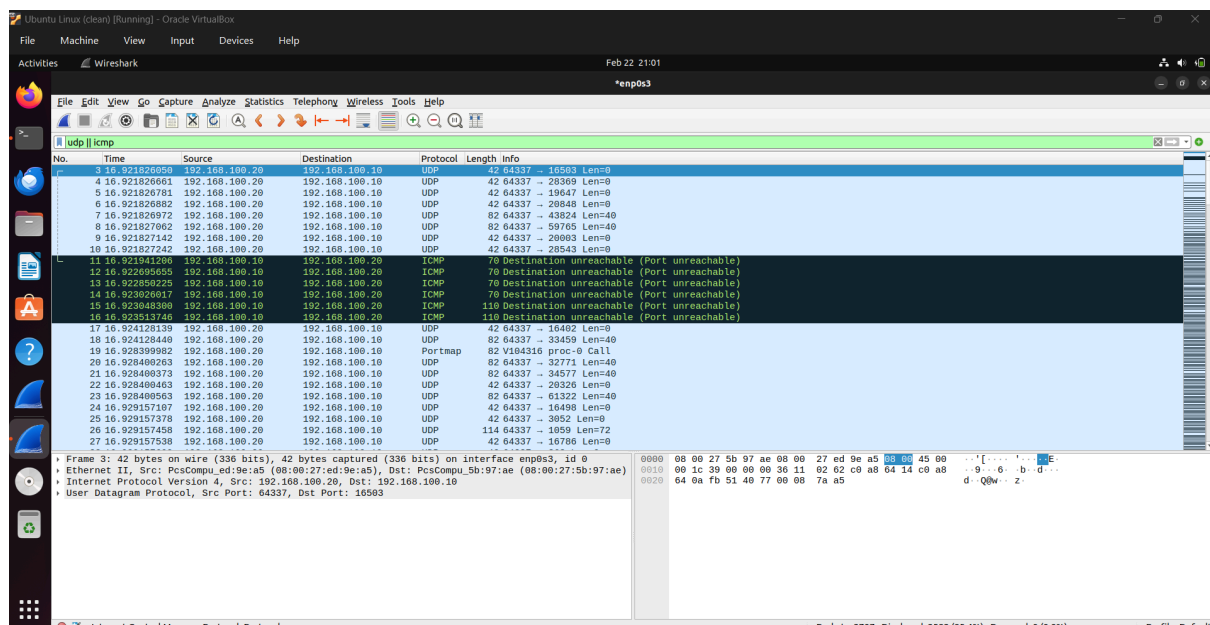 Ubuntu Linux (clean) [Running] - Oracle VirtualBox
File Machine View Input Devices Help
Activities Wireshark Feb 22 21:01
*enp0s3
File Edit View Go Capture Analyze Statistics Telephony Wireless Tools Help
udp || icmp
No. Time Source Destination Protocol Length Info
3 16.921826050 192.168.100.20 192.168.100.10 UDP 42 64337 → 16503 Len=0
4 16.921826661 192.168.100.20 192.168.100.10 UDP 42 64337 → 28369 Len=0
5 16.921826781 192.168.100.20 192.168.100.10 UDP 42 64337 → 19647 Len=0
6 16.921826882 192.168.100.20 192.168.100.10 UDP 42 64337 → 20848 Len=0
7 16.921826972 192.168.100.20 192.168.100.10 UDP 82 64337 → 43824 Len=40
8 16.921827062 192.168.100.20 192.168.100.10 UDP 82 64337 → 59765 Len=40
9 16.921827142 192.168.100.20 192.168.100.10 UDP 42 64337 → 20003 Len=0
10 16.921827242 192.168.100.20 192.168.100.10 UDP 42 64337 → 28543 Len=0
11 16.921941206 192.168.100.10 192.168.100.20 ICMP 70 Destination unreachable (Port unreachable)
12 16.922695655 192.168.100.10 192.168.100.20 ICMP 70 Destination unreachable (Port unreachable)
13 16.922850225 192.168.100.10 192.168.100.20 ICMP 70 Destination unreachable (Port unreachable)
14 16.923026017 192.168.100.10 192.168.100.20 ICMP 70 Destination unreachable (Port unreachable)
15 16.923048300 192.168.100.10 192.168.100.20 ICMP 110 Destination unreachable (Port unreachable)
16 16.923513746 192.168.100.10 192.168.100.20 ICMP 110 Destination unreachable (Port unreachable)
17 16.924128139 192.168.100.20 192.168.100.10 UDP 42 64337 → 16402 Len=0
18 16.924128440 192.168.100.20 192.168.100.10 UDP 82 64337 → 33459 Len=40
19 16.928399982 192.168.100.20 192.168.100.10 Portmap 82 V104316 proc-0 Call
20 16.928400263 192.168.100.20 192.168.100.10 UDP 82 64337 → 32771 Len=40
21 16.928400373 192.168.100.20 192.168.100.10 UDP 82 64337 → 34577 Len=40
22 16.928400463 192.168.100.20 192.168.100.10 UDP 42 64337 → 20326 Len=0
23 16.928400563 192.168.100.20 192.168.100.10 UDP 82 64337 → 61322 Len=40
24 16.929157107 192.168.100.20 192.168.100.10 UDP 42 64337 → 16498 Len=0
25 16.929157378 192.168.100.20 192.168.100.10 UDP 42 64337 → 3052 Len=0
26 16.929157458 192.168.100.20 192.168.100.10 UDP 114 64337 → 1059 Len=72
27 16.929157538 192.168.100.20 192.168.100.10 UDP 42 64337 → 16786 Len=0
Frame 3: 42 bytes on wire (336 bits), 42 bytes captured (336 bits) on interface enp0s3, id 0
Ethernet II, Src: PcsCompu_ed:9e:a5 (08:00:27:ed:9e:a5), Dst: PcsCompu_5b:97:ae (08:00:27:5b:97:ae)
Internet Protocol Version 4, Src: 192.168.100.20, Dst: 192.168.100.10
User Datagram Protocol, Src Port: 64337, Dst Port: 16503
0000 08 00 27 5b 97 ae 08 00 27 ed 9e a5 08 00 45 00 ··'[···· '·····E·
0010 00 1c 39 00 00 00 36 11 02 62 c0 a8 64 14 c0 a8 ··9···6· ·b··d···
0020 64 0a fb 51 40 77 00 08 7a a5 d··Q@w·· z·